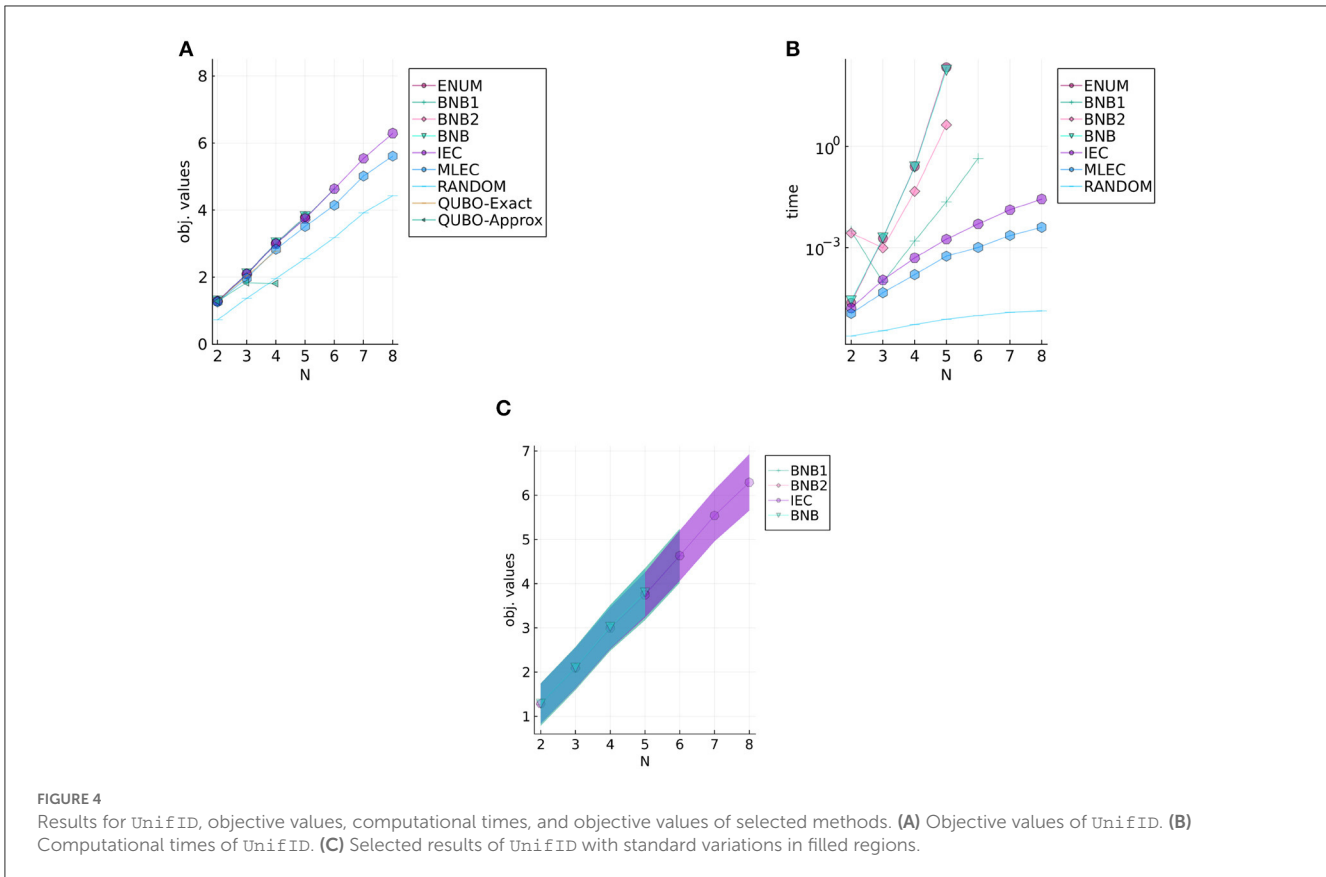 A
8
6
4
2
0
obj. values
2 3 4 5 6 7 8
N
ENUM
BNB1
BNB2
BNB
IEC
MLEC
RANDOM
QUBO-Exact
QUBO-Approx
B
10^0
10^-3
time
2 3 4 5 6 7 8
N
ENUM
BNB1
BNB2
BNB
IEC
MLEC
RANDOM
C
7
6
5
4
3
2
1
obj. values
2 3 4 5 6 7 8
N
BNB1
BNB2
IEC
BNB
FIGURE 4
Results for UnifID, objective values, computational times, and objective values of selected methods. (A) Objective values of UnifID. (B)
Computational times of UnifID. (C) Selected results of UnifID with standard variations in filled regions.